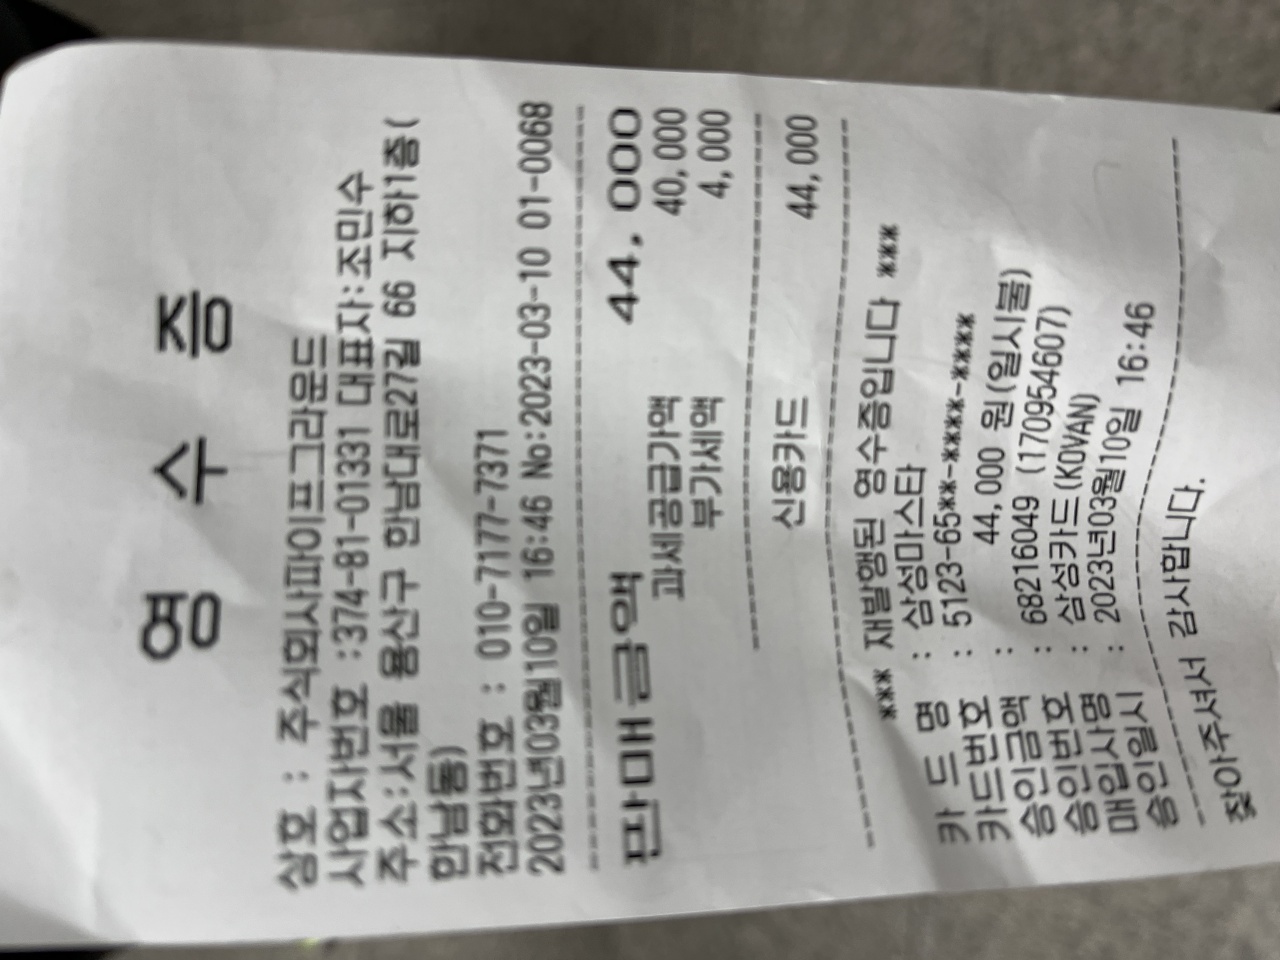 영 수 증
상호 : 주식회사파이프그라운드
사업자번호 :374-81-01331 대표자:조민수
주소:서울 용산구 한남대로27길 66 지하1층(
한남동)
전화번호 : 010-7177-7371
2023년03월10일 16:46 No:2023-03-10 01-0068
판매금액 44,000
과세공급가액 40,000
부가세액 4,000
신용카드 44,000
*** 재발행된 영수증입니다 ***
카 드 명 : 삼성마스타
카드번호 : 5123-65**-****-****
승인금액 : 44,000 원(일시불)
승인번호 : 68216049 (170954607)
매입사명 : 삼성카드(KOVAN)
승인일시 : 2023년03월10일 16:46
찾아주셔서 감사합니다.